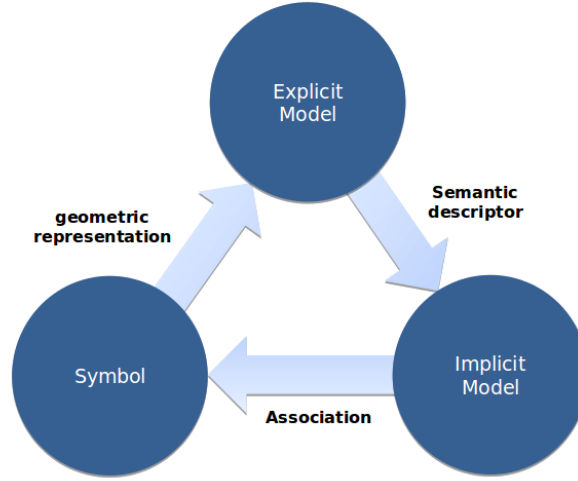 Explicit
Model
Semantic
descriptor
geometric
representation
Symbol
Implicit
Model
Association